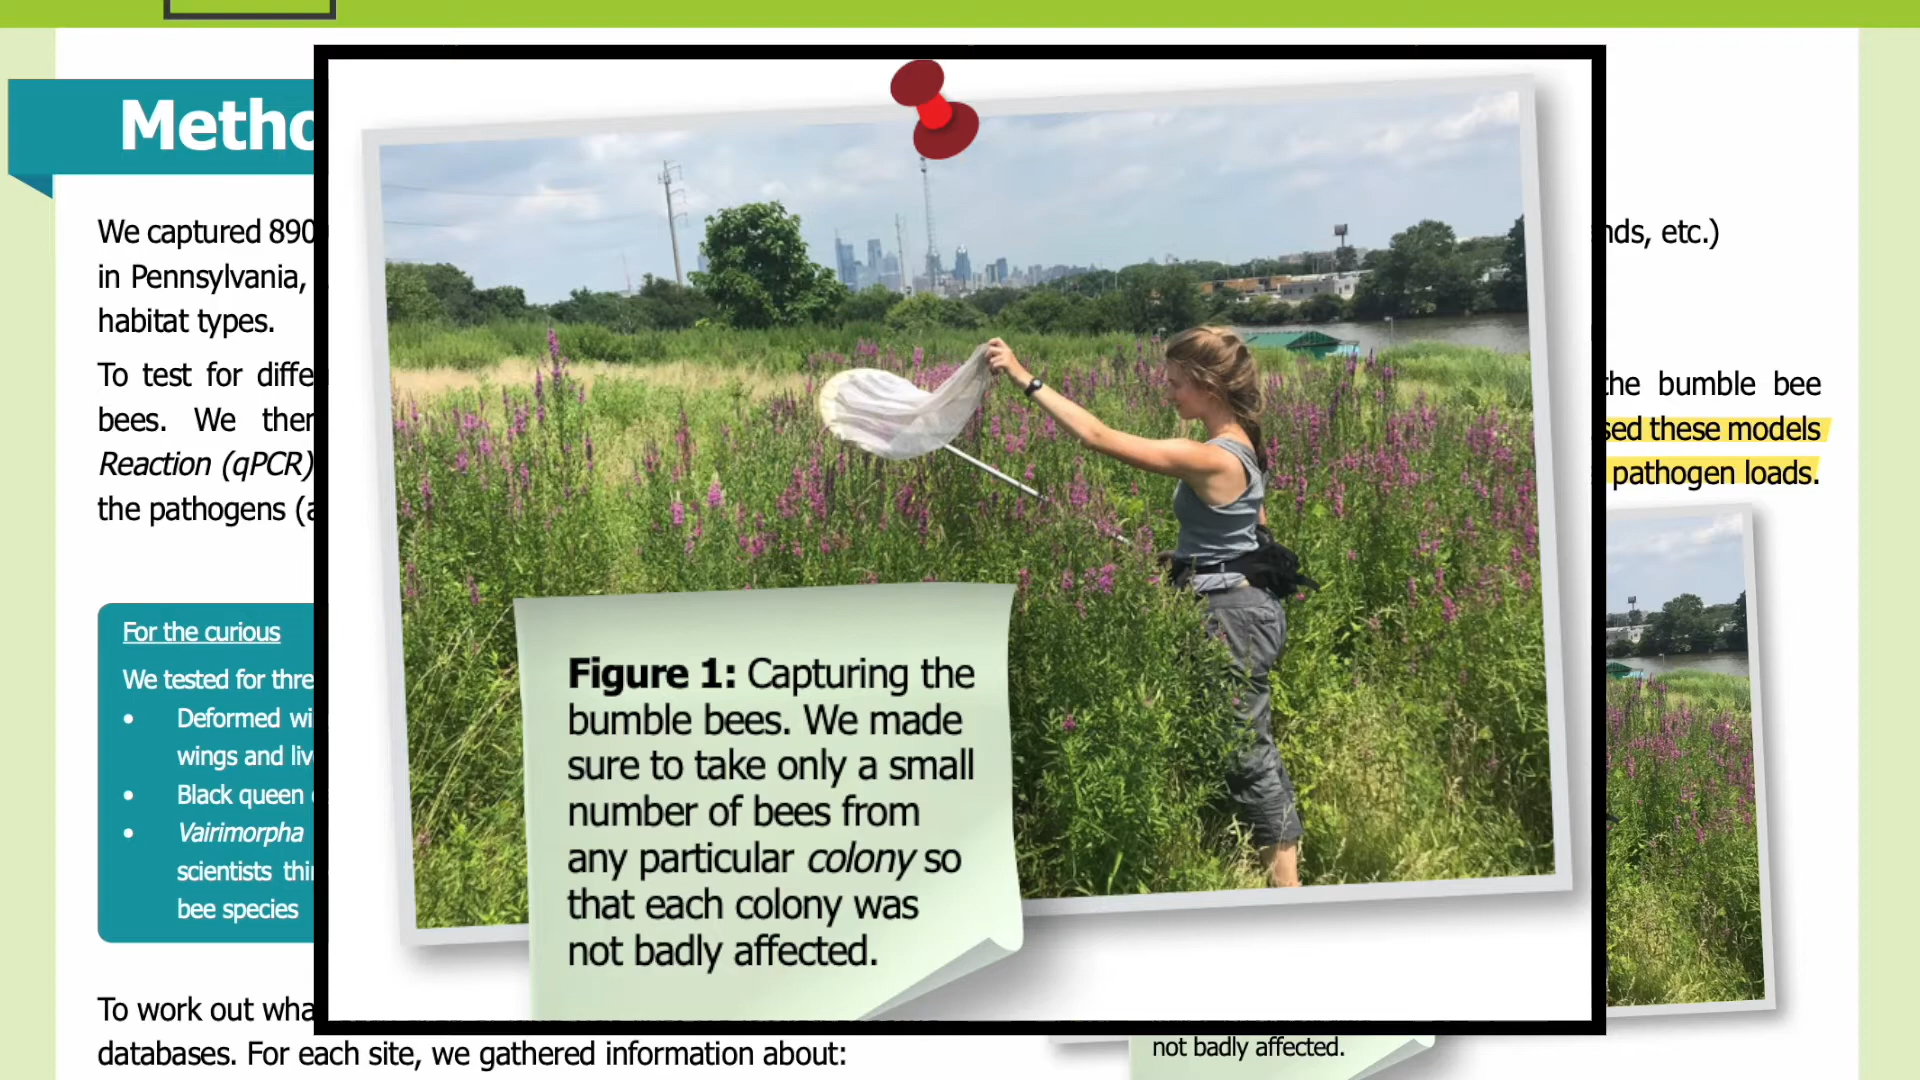 Metho
We captured 890
in Pennsylvania,
habitat types.
To test for diffe
bees. We then
Reaction (qPCR)
the pathogens (a
For the curious
We tested for thre
• Deformed wi
wings and liv
• Black queen
• Vairimorpha
scientists thi
bee species
To work out wha
databases. For each site, we gathered information about:
Figure 1: Capturing the
bumble bees. We made
sure to take only a small
number of bees from
any particular colony so
that each colony was
not badly affected.
nds, etc.)
the bumble bee
sed these models
pathogen loads.
not badly affected.